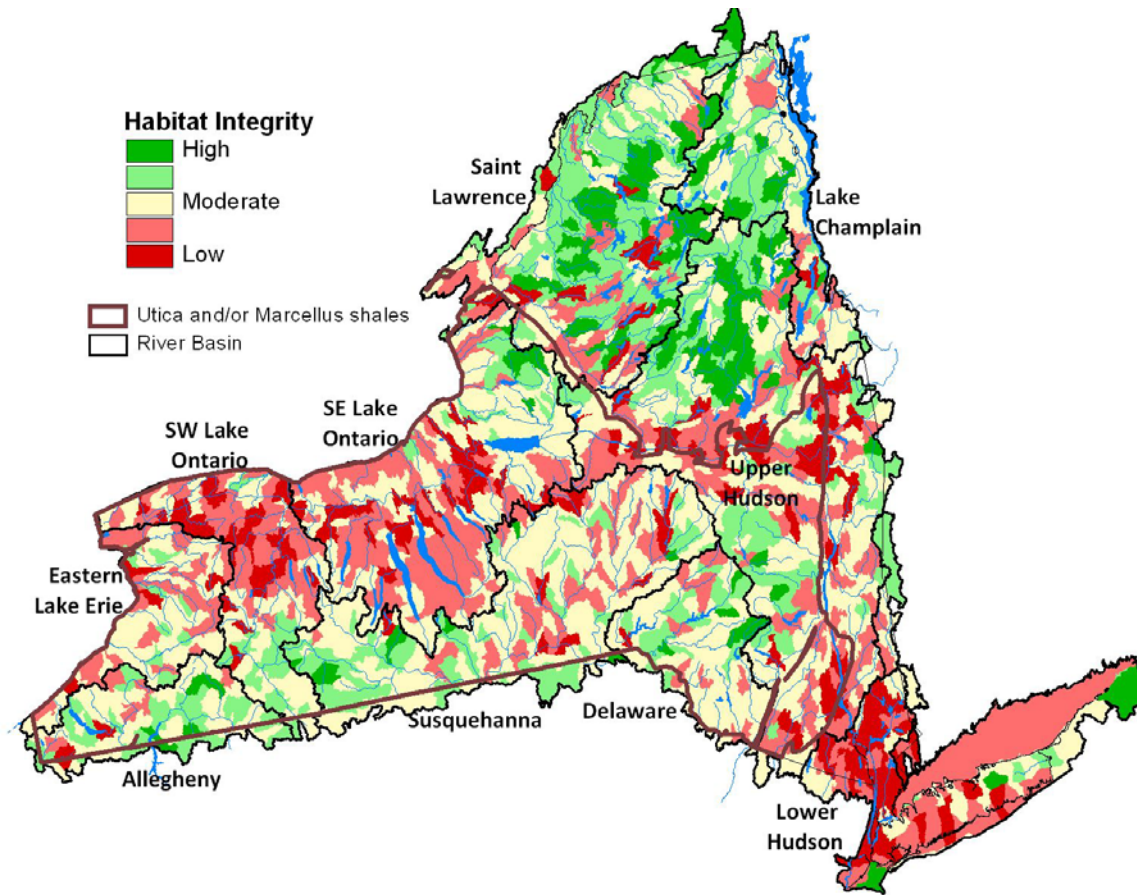 Habitat Integrity
High
Moderate
Low
Utica and/or Marcellus shales
River Basin
Saint
Lawrence
Lake
Champlain
SE Lake
Ontario
SW Lake
Ontario
Upper
Hudson
Eastern
Lake Erie
Susquehanna
Delaware
Allegheny
Lower
Hudson